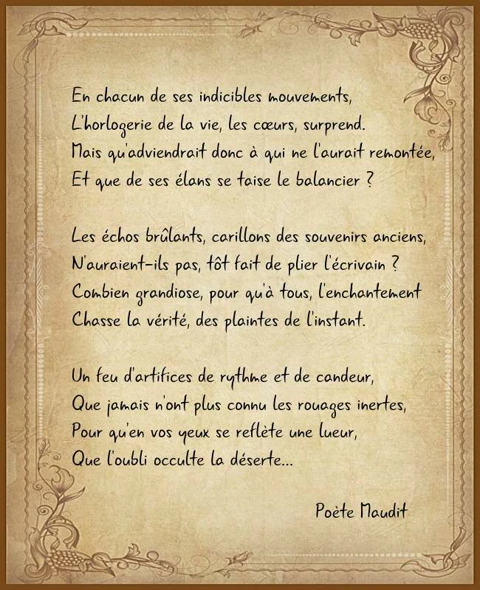 En chacun de ses indicibles mouvements,
L'horlogerie de la vie, les cœurs, surprend.
Mais qu'adviendrait donc à qui ne l'aurait remontée,
Et que de ses élans se taise le balancier ?
Les échos brûlants, carillons des souvenirs anciens,
N'auraient-ils pas, tôt fait de plier l'écrivain ?
Combien grandiose, pour qu'à tous, l'enchantement
Chasse la vérité, des plaintes de l'instant.
Un feu d'artifices de rythme et de candeur,
Que jamais n'ont plus connu les rouages inertes,
Pour qu'en vos yeux se reflète une lueur,
Que l'oubli occulte la déserte...
Poète Maudit